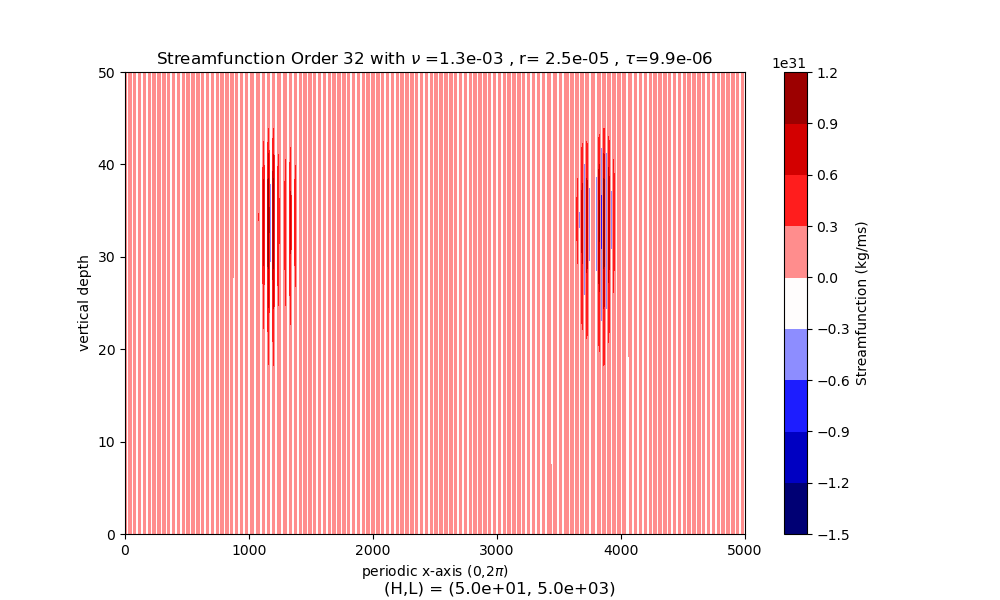 Streamfunction Order 32 with ν =1.3e-03 , r= 2.5e-05 , τ=9.9e-06
1e31
50
40
30
20
10
0
vertical depth
0 1000 2000 3000 4000 5000
periodic x-axis (0,2π)
(H,L) = (5.0e+01, 5.0e+03)
1.2
0.9
0.6
0.3
0.0
−0.3
−0.6
−0.9
−1.2
−1.5
Streamfunction (kg/ms)